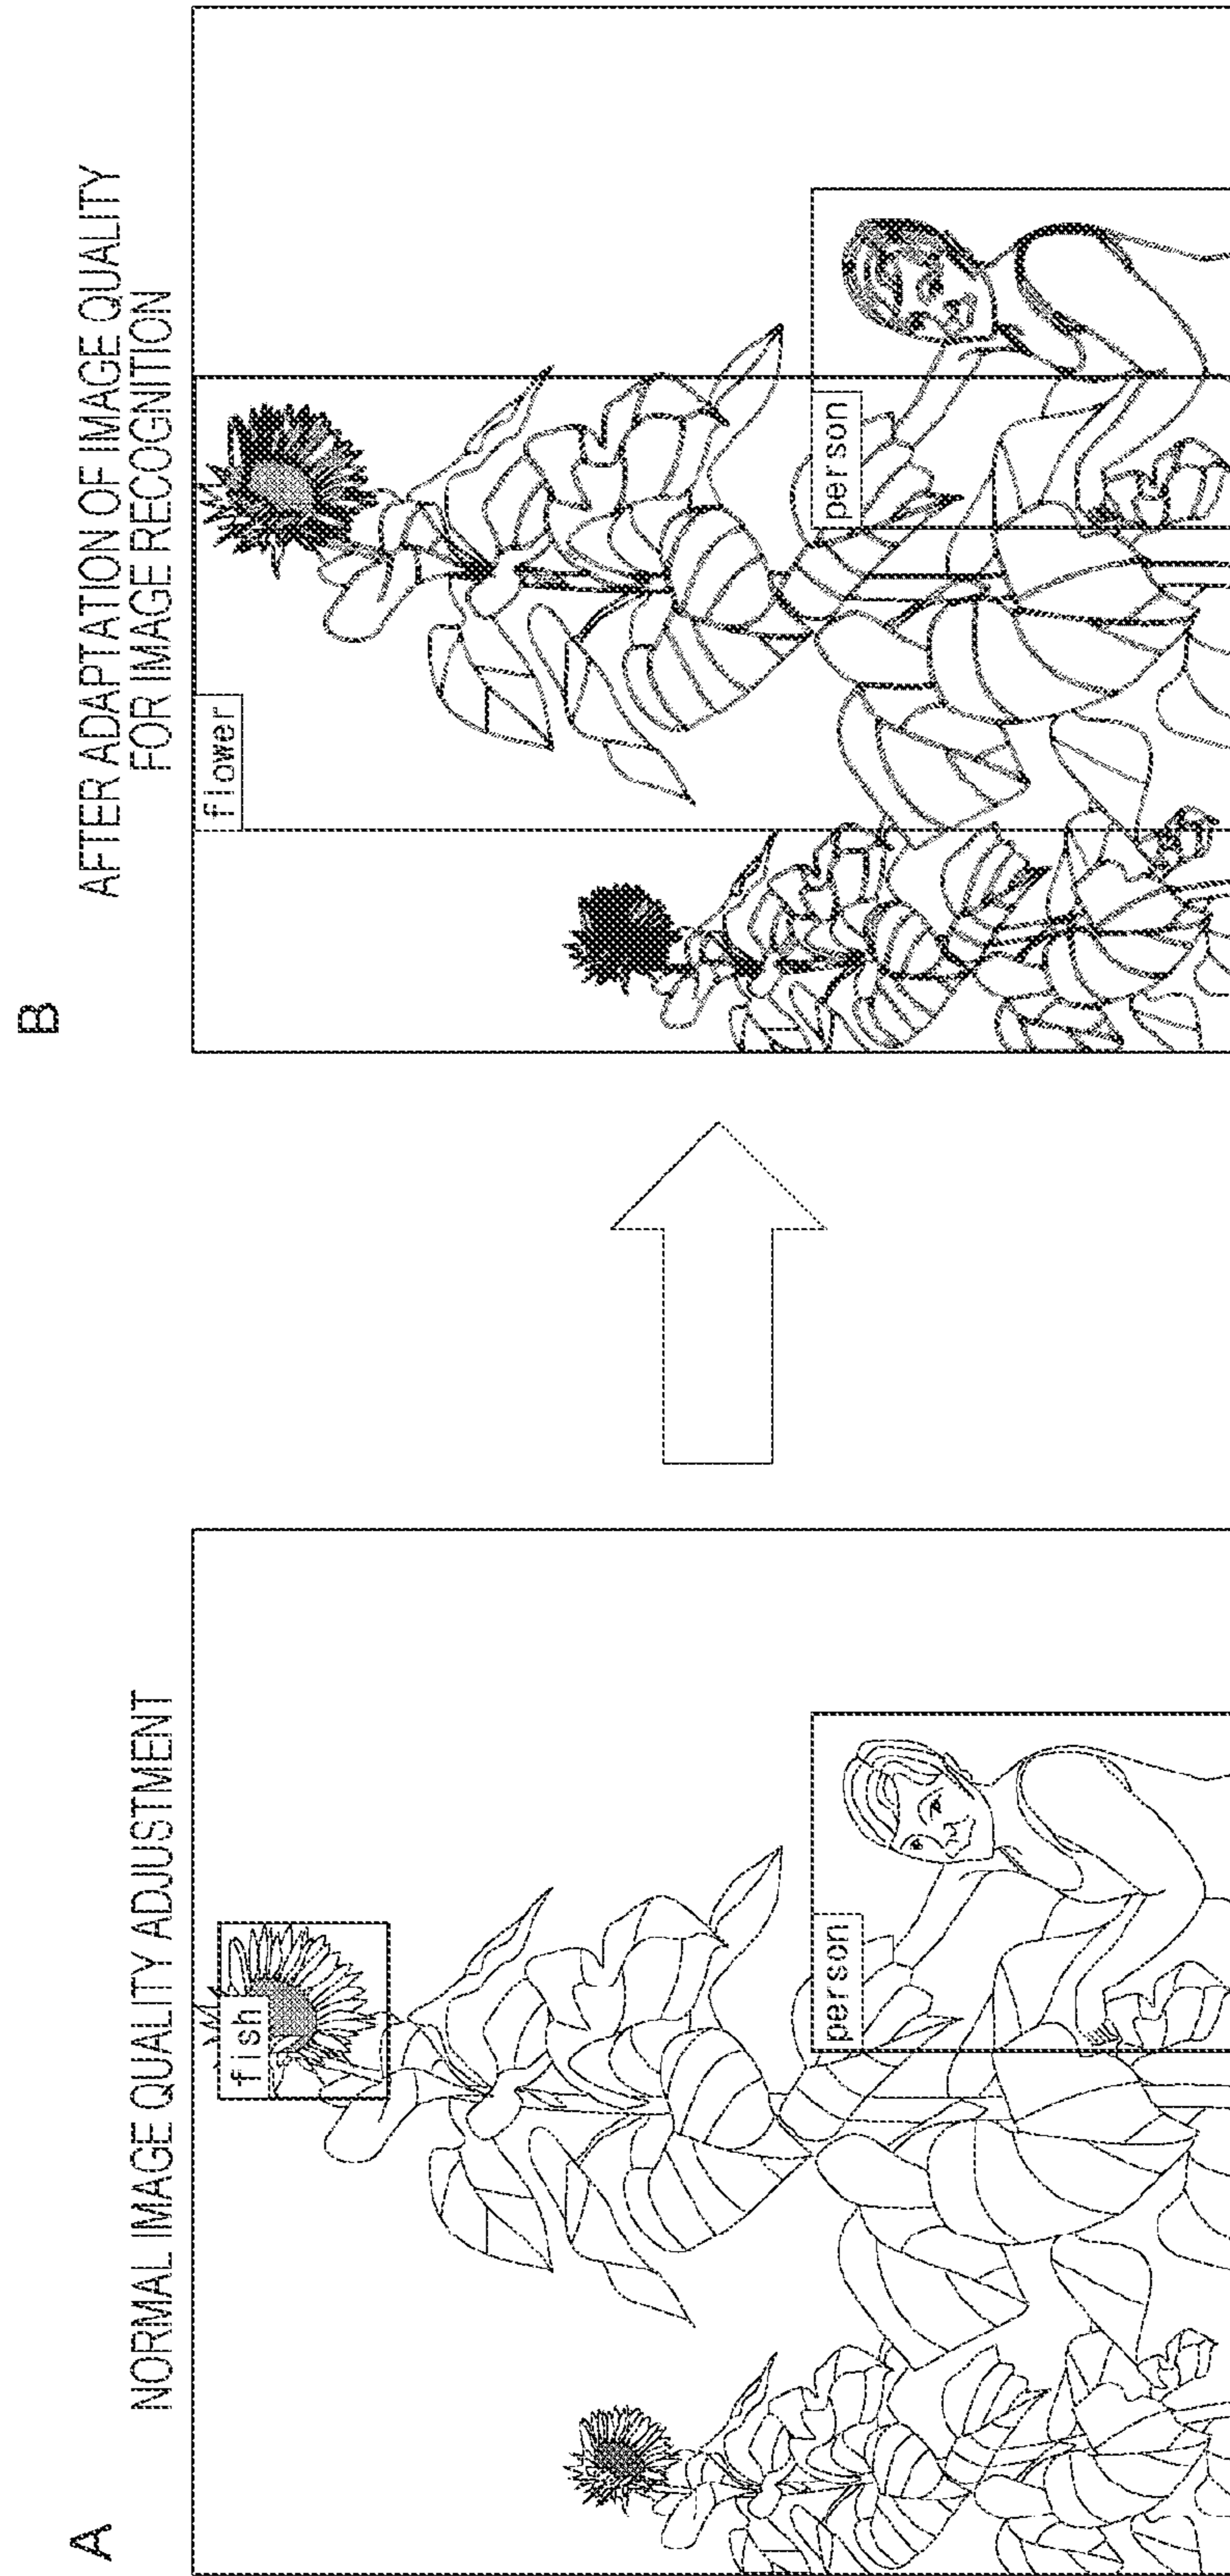 A
NORMAL IMAGE QUALITY ADJUSTMENT
fish
person
B
AFTER ADAPTATION OF IMAGE QUALITY
FOR IMAGE RECOGNITION
flower
person